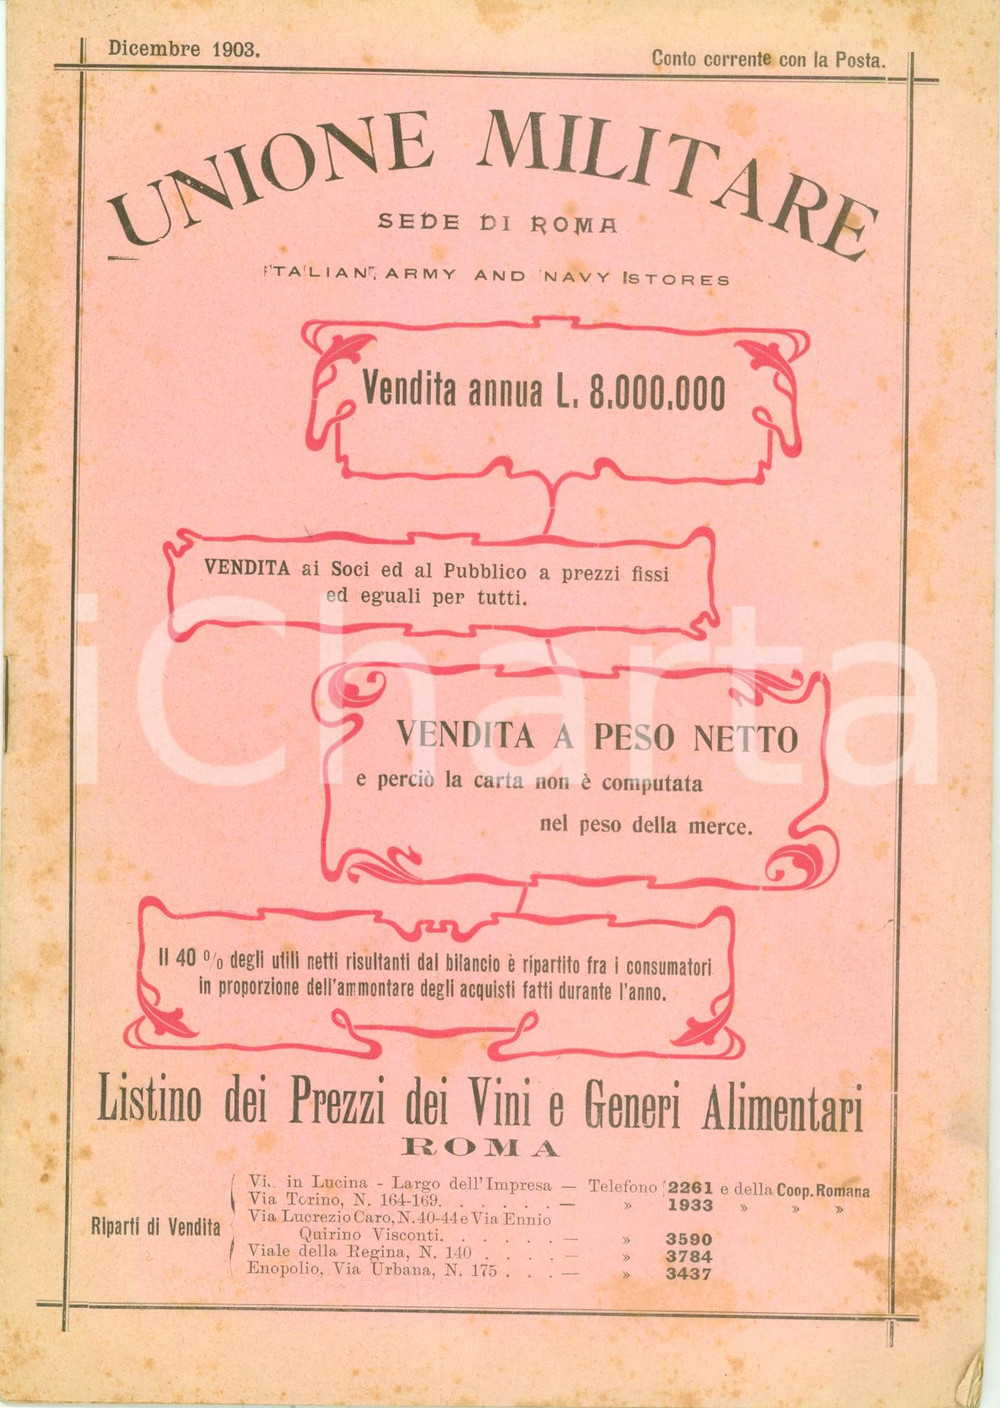 Dicembre 1903.
Conto corrente con la Posta.
UNIONE MILITARE
SEDE DI ROMA
ITALIAN ARMY AND NAVY STORES
Vendita annua L. 8.000.000
VENDITA ai Soci ed al Pubblico a prezzi fissi
ed eguali per tutti.
iCharta
VENDITA A PESO NETTO
e perciò la carta non è computata
nel peso della merce.
Il 40 % degli utili netti risultanti dal bilancio è ripartito fra i consumatori
in proporzione dell'ammontare degli acquisti fatti durante l'anno.
Listino dei Prezzi dei Vini e Generi Alimentari
ROMA
Riparti di Vendita
Via in Lucina - Largo dell'Impresa — Telefono 2261 e della Coop. Romana
Via Torino, N. 164-169. . . . . . . — » 1933 » » »
Via Lucrezio Caro, N. 40-44 e Via Ennio
Quirino Visconti. . . . . . — » 3590
Viale della Regina, N. 140 . . . . — » 3784
Enopolio, Via Urbana, N. 175 . . . — » 3437